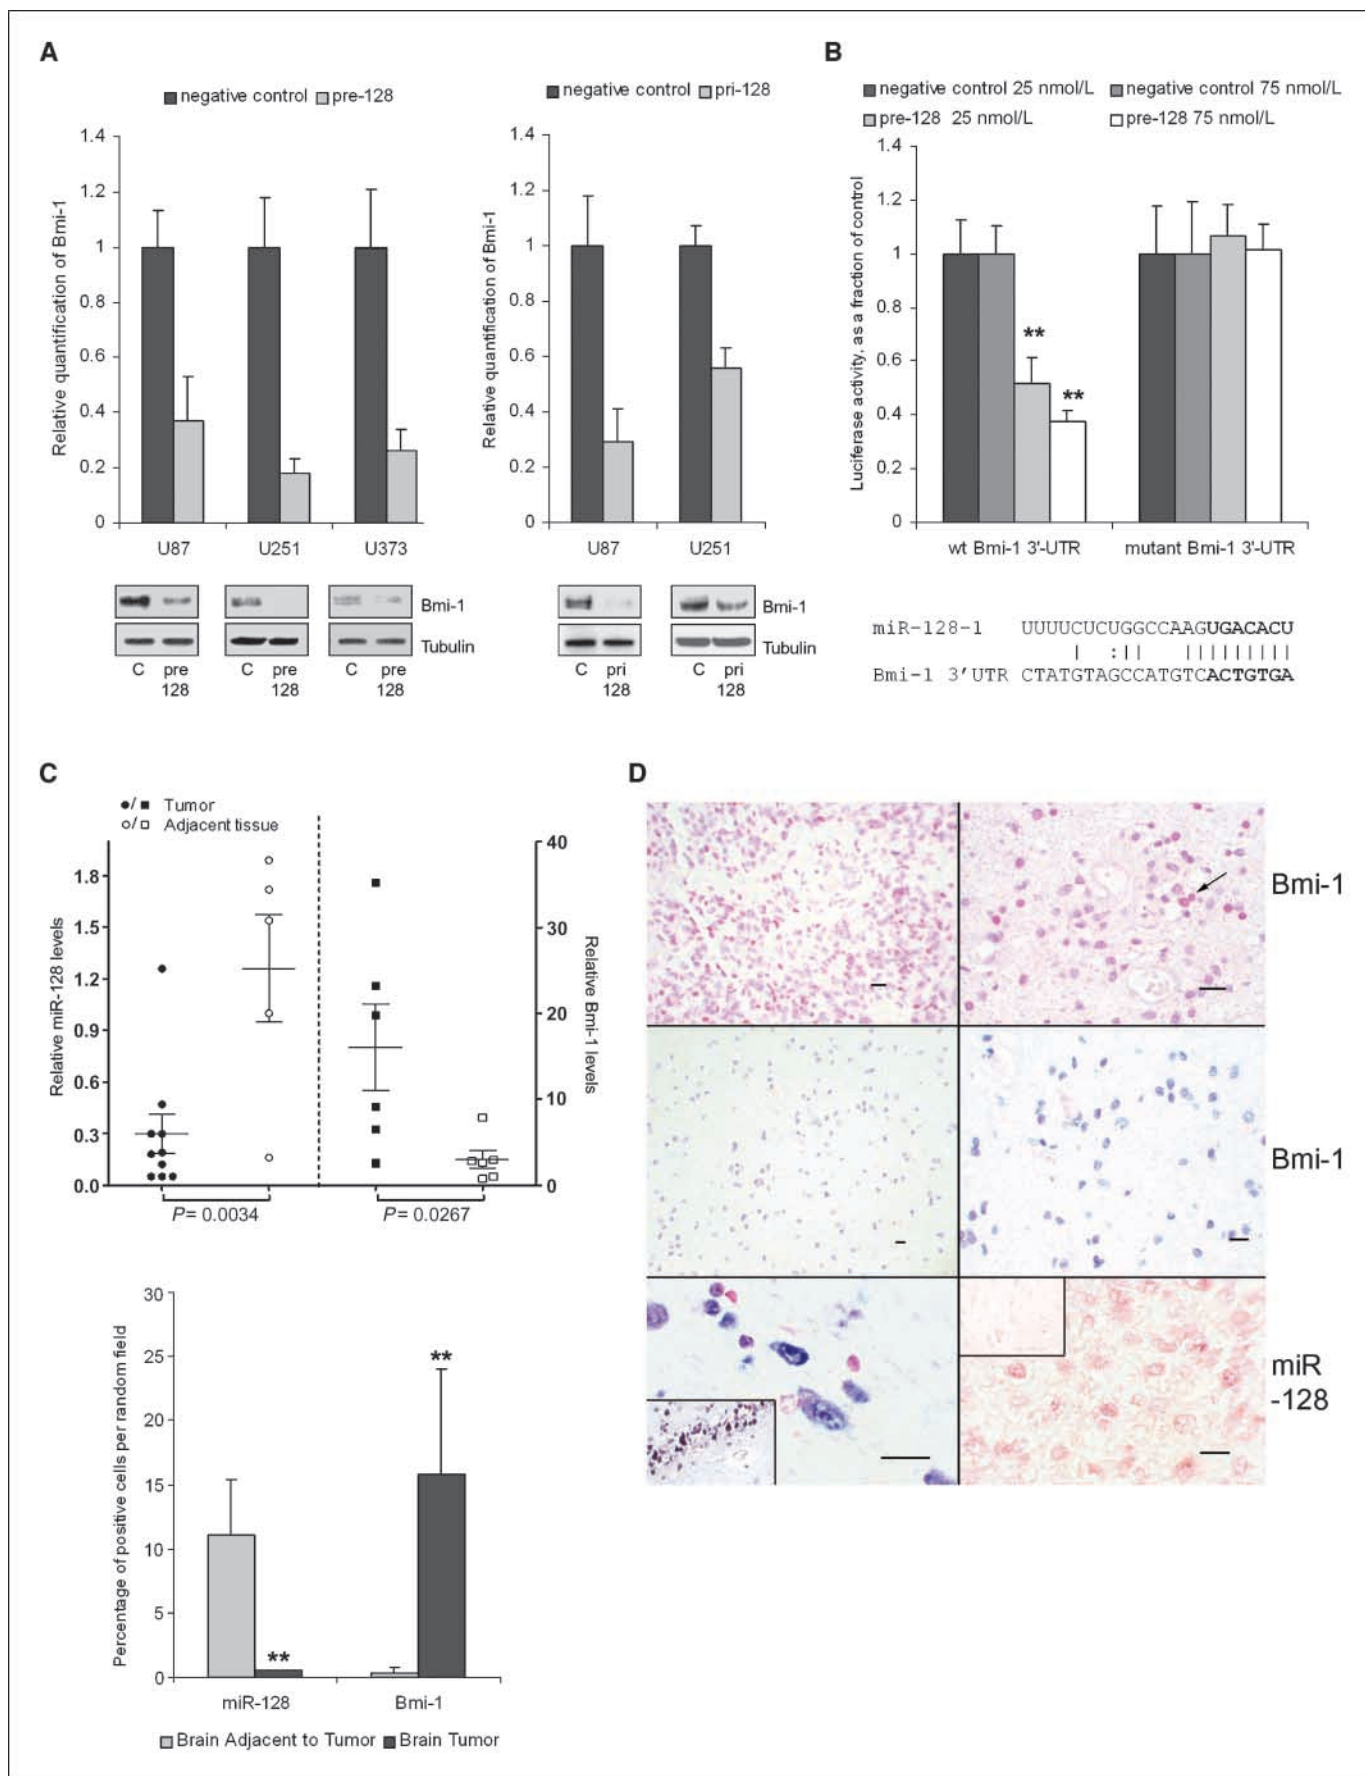 A
negative control pre-128
Relative quantification of Bmi-1
1.4
1.2
1
0.8
0.6
0.4
0.2
0
U87 U251 U373
Bmi-1
Tubulin
C pre 128 C pre 128 C pre 128
negative control pri-128
Relative quantification of Bmi-1
1.4
1.2
1
0.8
0.6
0.4
0.2
0
U87 U251
Bmi-1
Tubulin
C pri 128 C pri 128
B
negative control 25 nmol/L negative control 75 nmol/L
pre-128 25 nmol/L pre-128 75 nmol/L
Luciferase activity, as a fraction of control
1.4
1.2
1
0.8
0.6
0.4
0.2
0
**
**
wt Bmi-1 3'-UTR mutant Bmi-1 3'-UTR
miR-128-1 UUUUCUCUGGCCAAGUGACACU
Bmi-1 3'UTR CTATGTAGCCATGTCACTGTGA
C
●/■ Tumor
○/□ Adjacent tissue
Relative miR-128 levels
1.8
1.5
1.2
0.9
0.6
0.3
0.0
40
30
20
10
0
Relative Bmi-1 levels
P= 0.0034 P= 0.0267
Percentage of positive cells per random field
30
25
20
15
10
5
0
**
**
miR-128 Bmi-1
Brain Adjacent to Tumor Brain Tumor
D
Bmi-1
Bmi-1
miR
-128